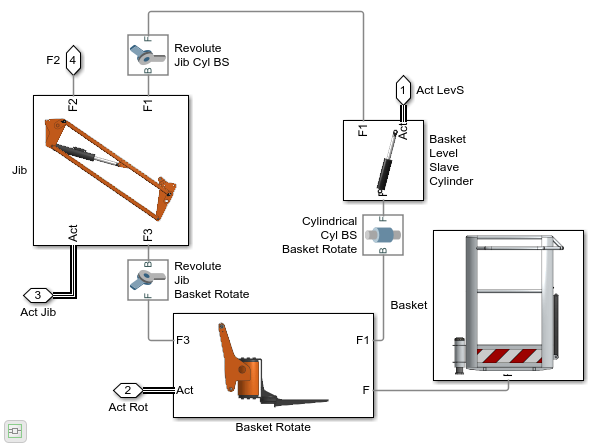 F
Revolute
Jib Cyl BS
B
F2
4
1
Act LevS
F2
F1
F1
Act
Jib
Basket
Level
Slave
Cylinder
F
Act
F3
Cylindrical
Cyl BS
Basket Rotate
F
B
B
Revolute
Jib
Basket Rotate
F
3
Act Jib
Basket
F
F3
F1
2
Act
F
Act Rot
Basket Rotate